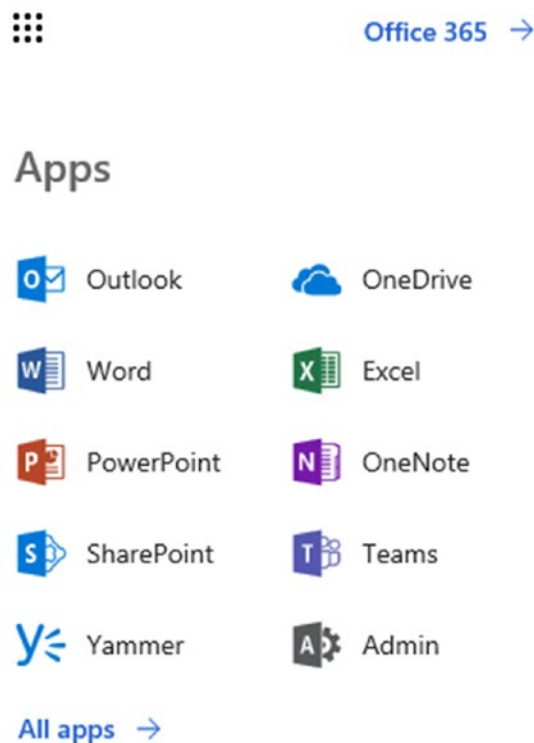 Office 365 →
Apps
Outlook OneDrive
Word Excel
PowerPoint OneNote
SharePoint Teams
Yammer Admin
All apps →